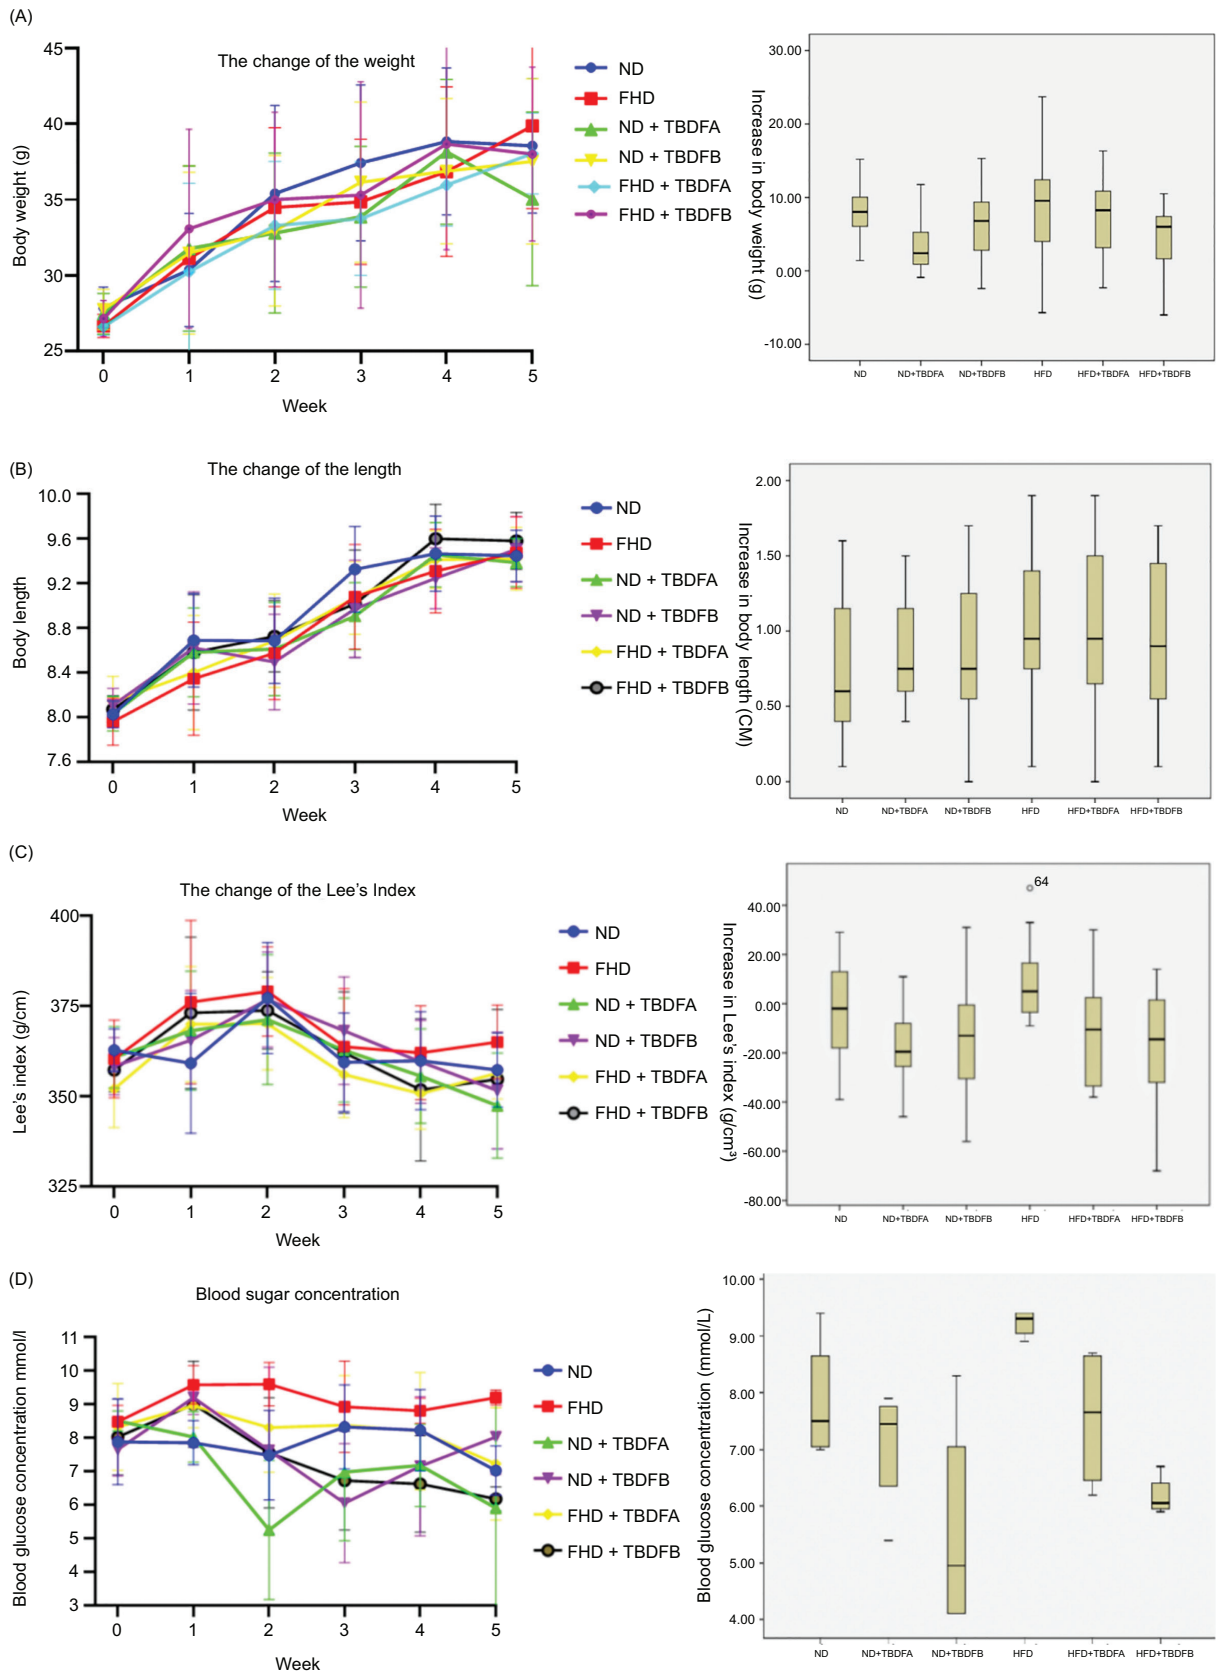 (A)
The change of the weight
Body weight (g)
45
40
35
30
25
0 1 2 3 4 5
Week
ND
FHD
ND + TBDFA
ND + TBDFB
FHD + TBDFA
FHD + TBDFB
Increase in body weight (g)
30.00
20.00
10.00
0.00
-10.00
ND ND+TBDFA ND+TBDFB HFD HFD+TBDFA HFD+TBDFB
(B)
The change of the length
Body length
10.0
9.6
9.2
8.8
8.4
8.0
7.6
0 1 2 3 4 5
Week
ND
FHD
ND + TBDFA
ND + TBDFB
FHD + TBDFA
FHD + TBDFB
Increase in body length (CM)
2.00
1.50
1.00
0.50
0.00
ND ND+TBDFA ND+TBDFB HFD HFD+TBDFA HFD+TBDFB
(C)
The change of the Lee's Index
Lee's index (g/cm)
400
375
350
325
0 1 2 3 4 5
Week
ND
FHD
ND + TBDFA
ND + TBDFB
FHD + TBDFA
FHD + TBDFB
Increase in Lee's index (g/cm³)
64
40.00
20.00
0.00
-20.00
-40.00
-60.00
-80.00
ND ND+TBDFA ND+TBDFB HFD HFD+TBDFA HFD+TBDFB
(D)
Blood sugar concentration
Blood glucose concentration mmol/l
11
10
9
8
7
6
5
4
3
0 1 2 3 4 5
Week
ND
FHD
ND + TBDFA
ND + TBDFB
FHD + TBDFA
FHD + TBDFB
Blood glucose concentration (mmol/L)
10.00
9.00
8.00
7.00
6.00
5.00
4.00
ND ND+TBDFA ND+TBDFB HFD HFD+TBDFA HFD+TBDFB